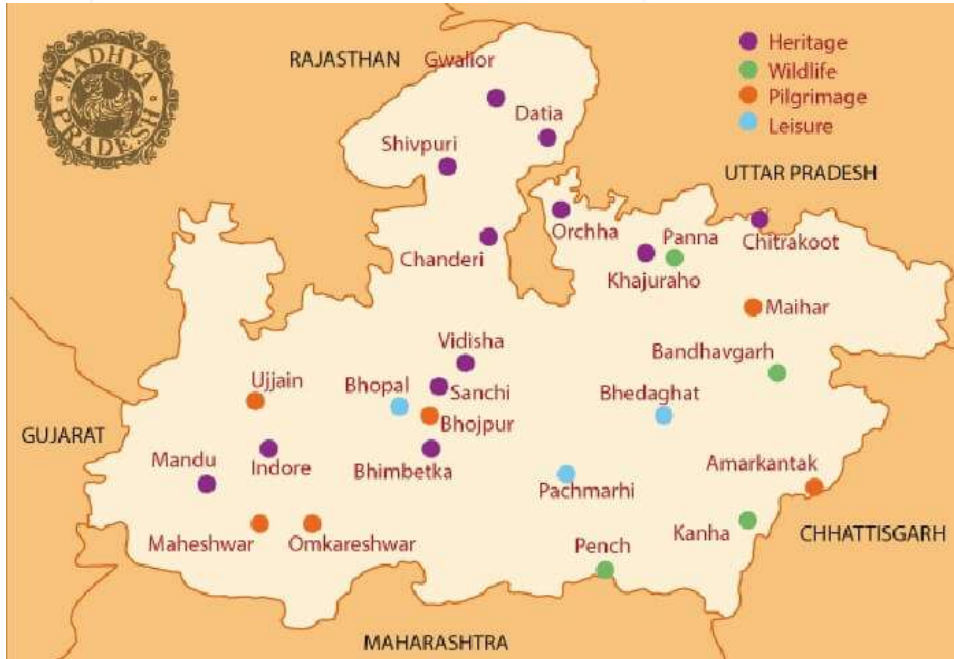 MADHYA
PRADESH
RAJASTHAN
Gwalior
Heritage
Wildlife
Pilgrimage
Leisure
Datia
Shivpuri
UTTAR PRADESH
Orchha
Panna
Chitrakoot
Chanderi
Khajuraho
Maihar
Vidisha
Bandhavgarh
Ujjain
Bhopal
Sanchi
Bhedaghat
Bhojpur
GUJARAT
Mandu
Indore
Bhimbetka
Amarkantak
Pachmarhi
Maheshwar
Omkareshwar
Pench
Kanha
CHHATTISGARH
MAHARASHTRA